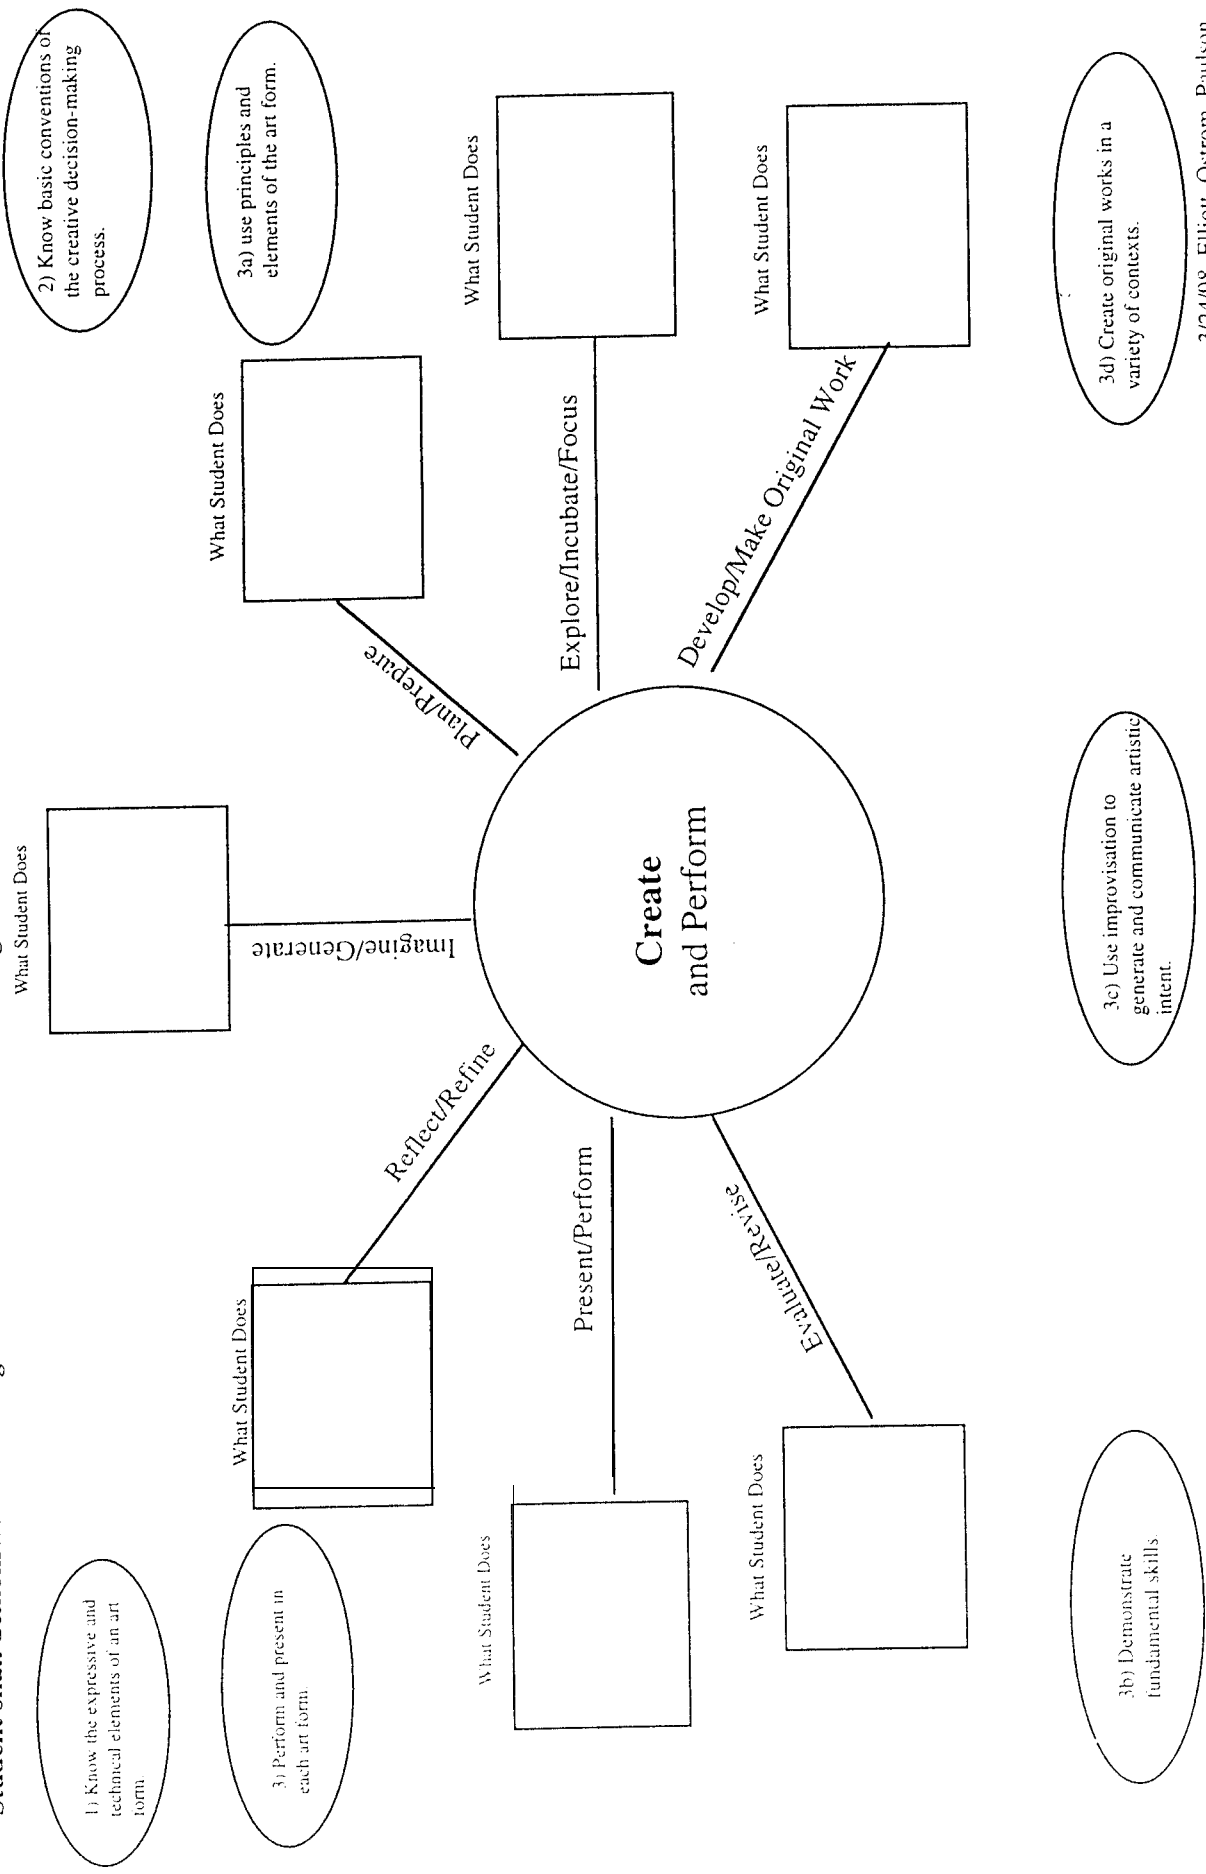 Student Shall
1) Know the expressive and
technical elements of an art
form.
3) Perform and present in
each art form.
What Student Does
Reflect/Refine
What Student Does
Imagine/Generate
What Student Does
Plan/Prepare
2) Know basic conventions of
the creative decision-making
process.
3a) use principles and
elements of the art form.
What Student Does
Present/Perform
What Student Does
Explore/Incubate/Focus
Create
and Perform
What Student Does
Evaluate/Revise
What Student Does
Develop/Make Original Work
3b) Demonstrate
fundamental skills.
3c) Use improvisation to
generate and communicate artistic
intent.
3d) Create original works in a
variety of contexts.
3/24/98 Elliott, Ostrom, Paulson